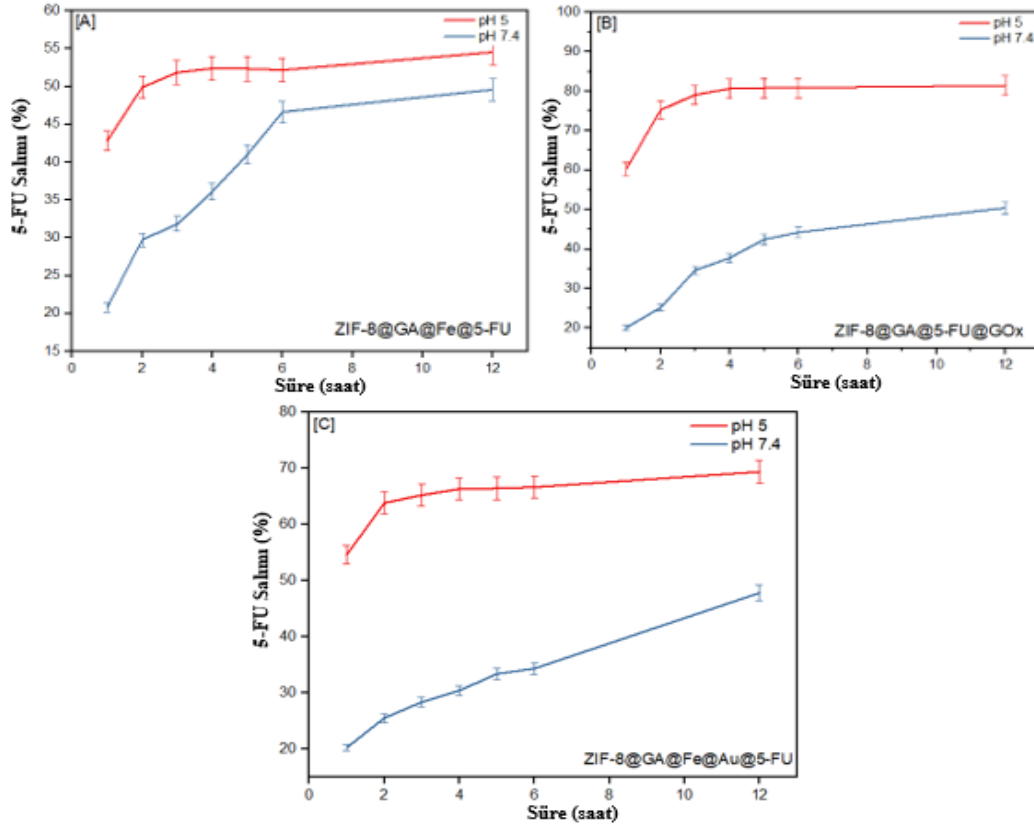 [A]
pH 5
pH 7.4
60
55
50
45
40
35
30
25
20
15
5-FU Salımı (%)
ZIF-8@GA@Fe@5-FU
0 2 4 6 8 10 12
Süre (saat)
[B]
pH 5
pH 7.4
100
90
80
70
60
50
40
30
20
5-FU Salımı (%)
ZIF-8@GA@5-FU@GOx
0 2 4 6 8 10 12
Süre (saat)
[C]
pH 5
pH 7.4
80
70
60
50
40
30
20
5-FU Salımı (%)
ZIF-8@GA@Fe@Au@5-FU
0 2 4 6 8 10 12
Süre (saat)